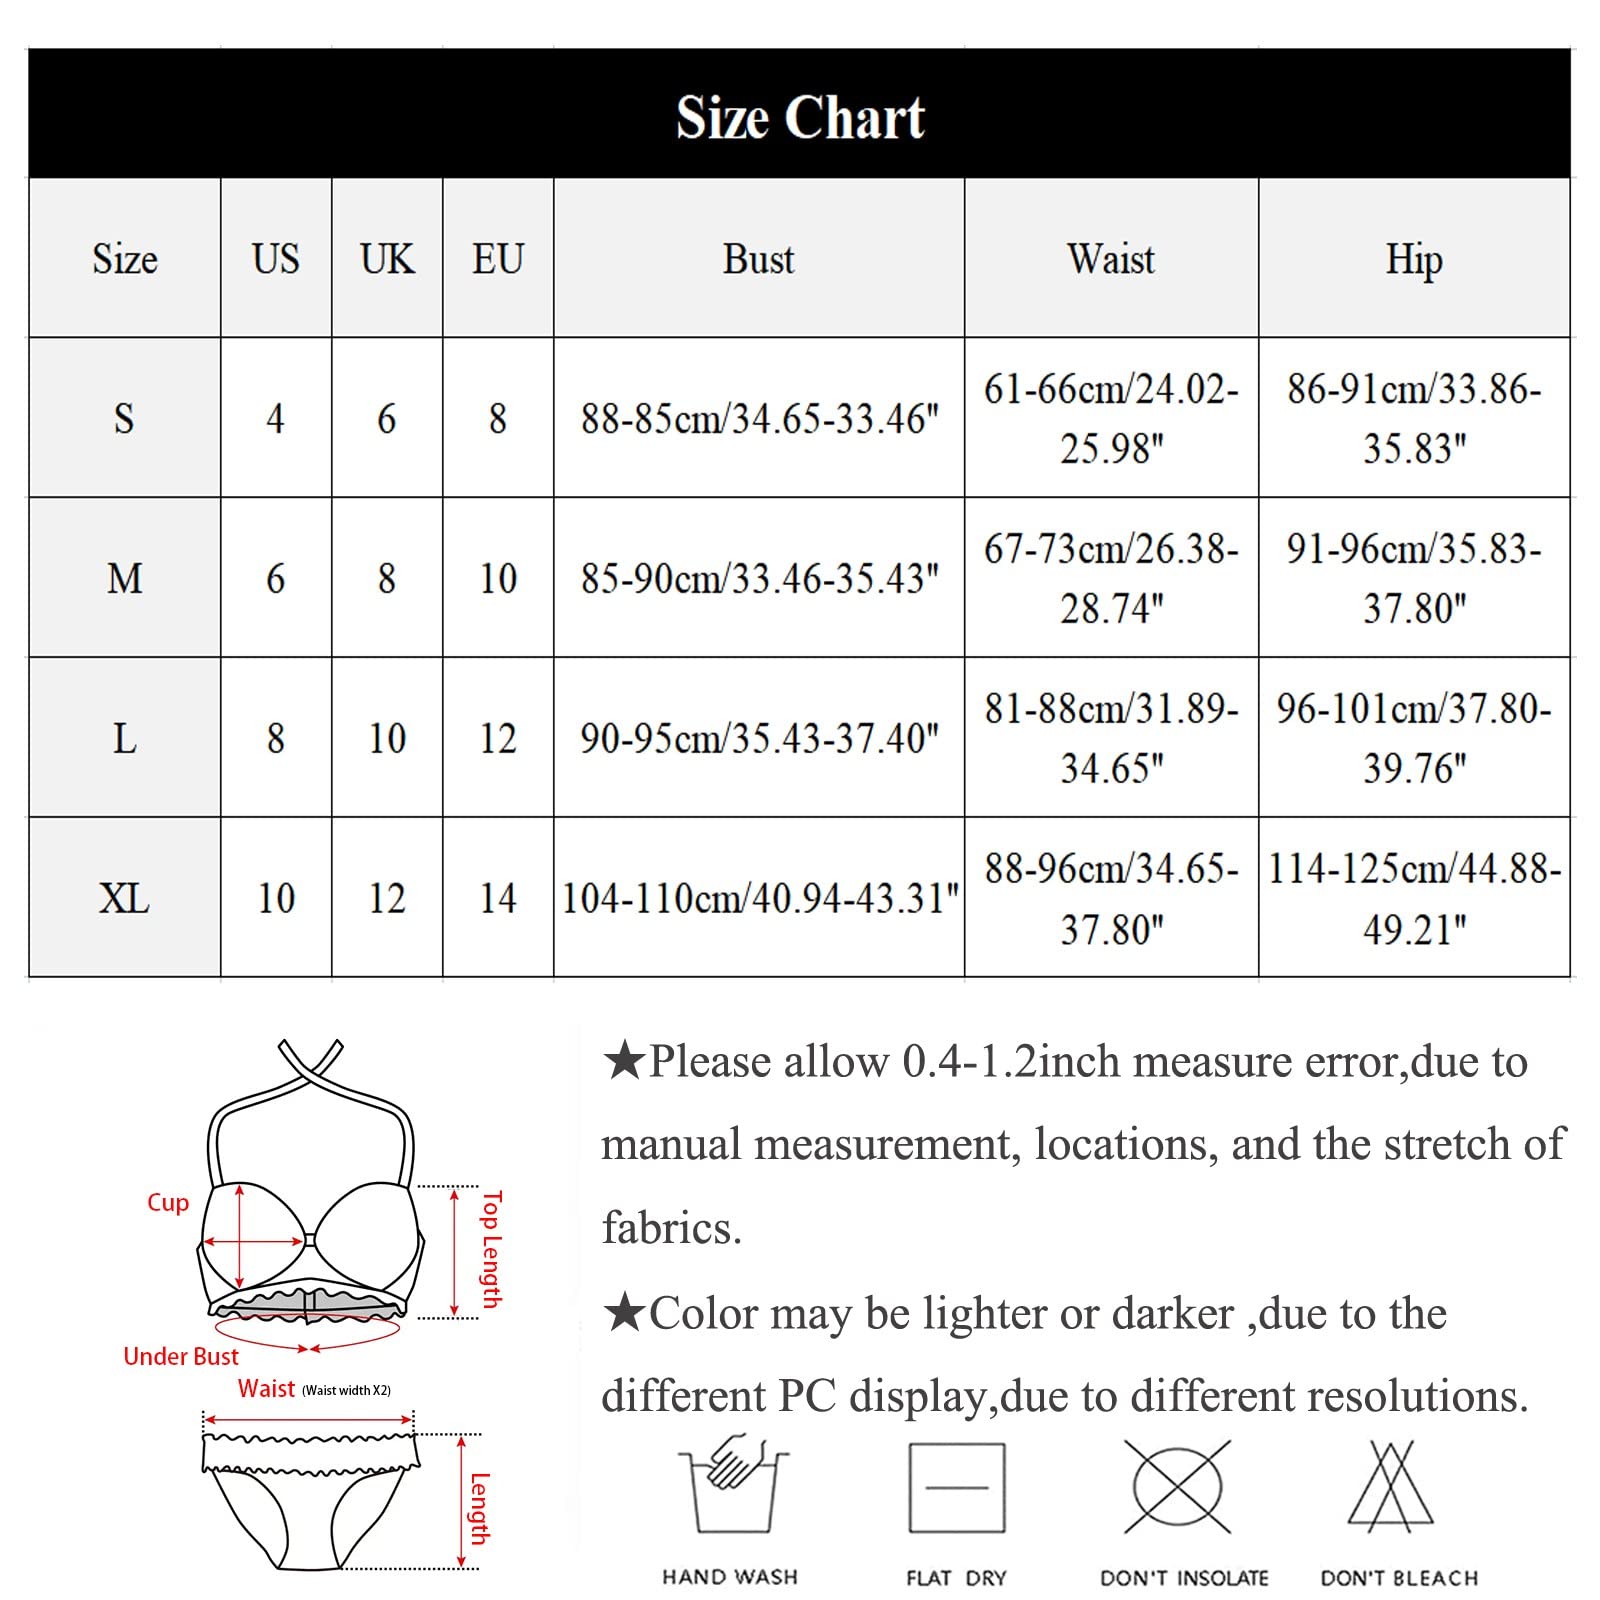 Size Chart
Size US UK EU Bust Waist Hip
S 4 6 8 88-85cm/34.65-33.46" 61-66cm/24.02-
25.98" 86-91cm/33.86-
35.83"
M 6 8 10 85-90cm/33.46-35.43" 67-73cm/26.38-
28.74" 91-96cm/35.83-
37.80"
L 8 10 12 90-95cm/35.43-37.40" 81-88cm/31.89-
34.65" 96-101cm/37.80-
39.76"
XL 10 12 14 104-110cm/40.94-43.31" 88-96cm/34.65-
37.80" 114-125cm/44.88-
49.21"
Cup
Top Length
Under Bust
Waist (Waist width X2)
Length
★Please allow 0.4-1.2inch measure error,due to
manual measurement, locations, and the stretch of
fabrics.
★Color may be lighter or darker ,due to the
different PC display,due to different resolutions.
HAND WASH
FLAT DRY
DON'T INSOLATE
DON'T BLEACH